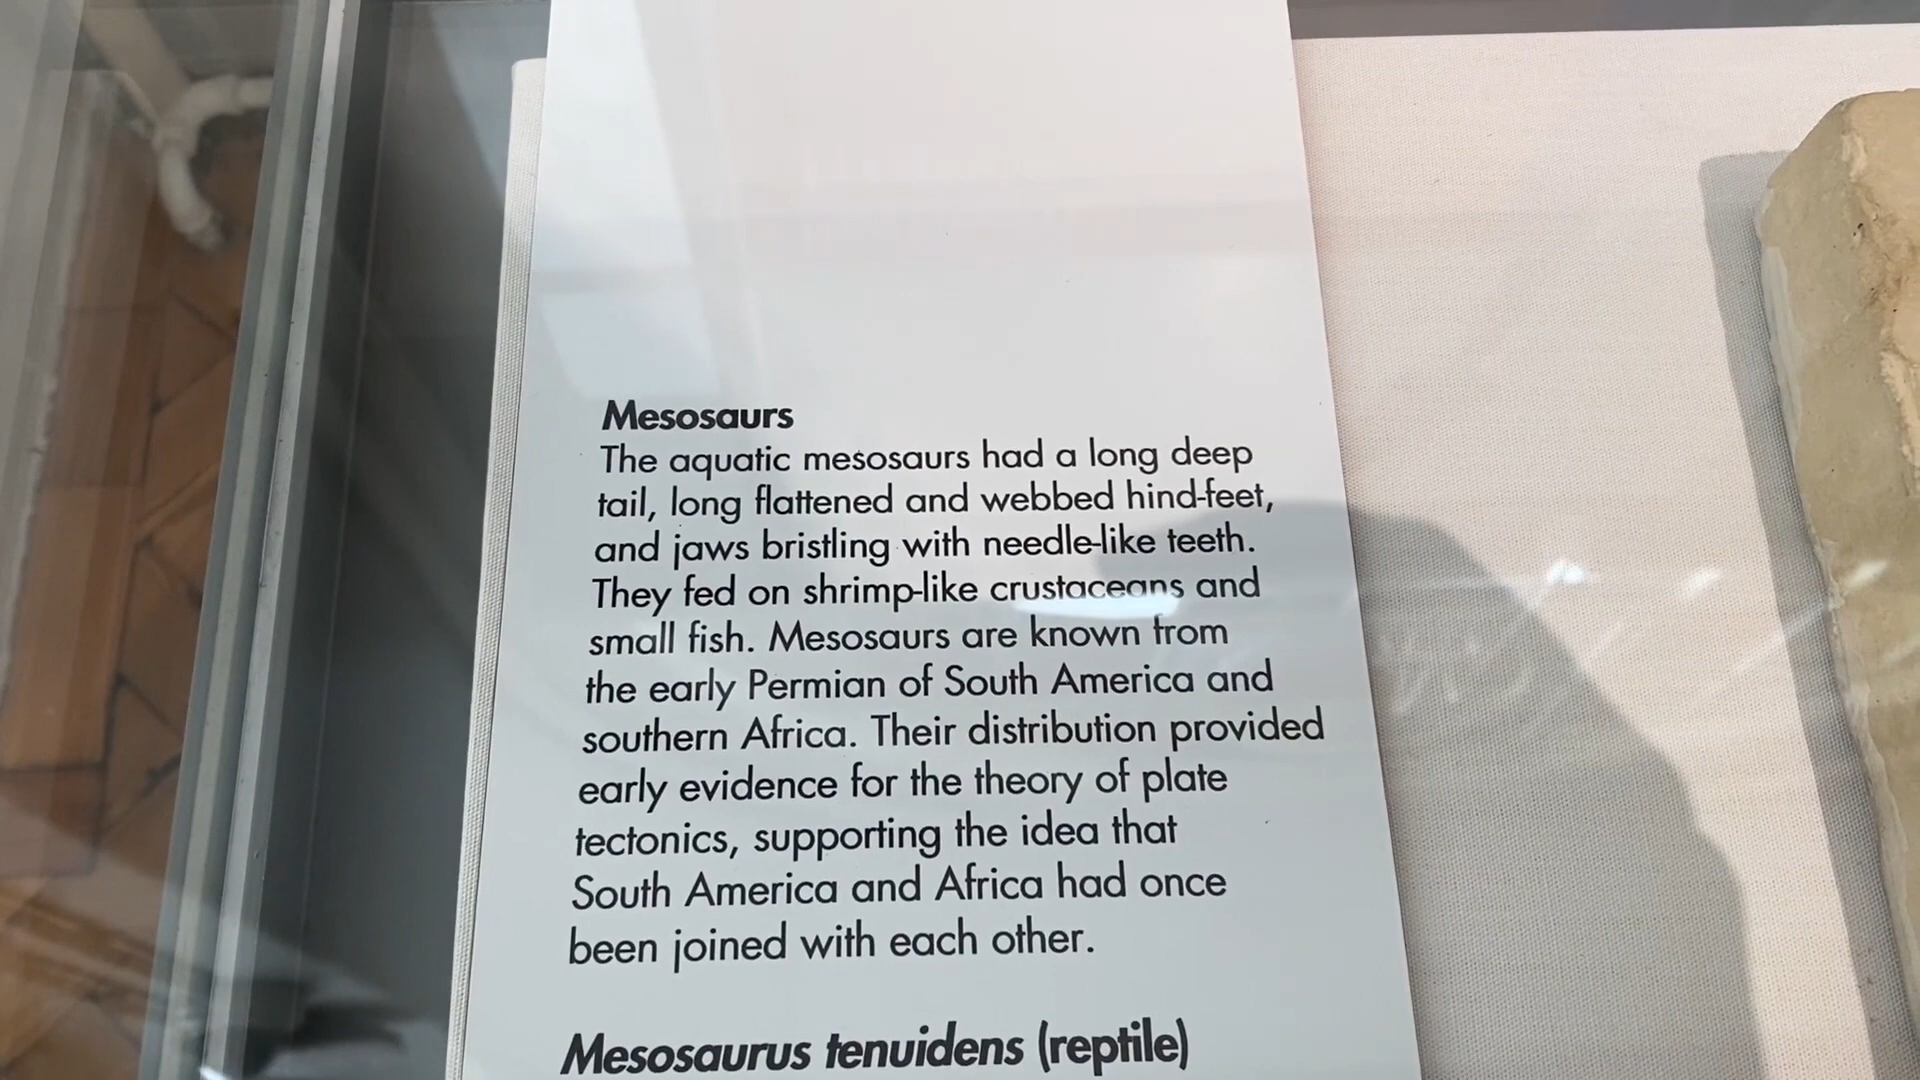 Mesosaurs
The aquatic mesosaurs had a long deep
tail, long flattened and webbed hind-feet,
and jaws bristling with needle-like teeth.
They fed on shrimp-like crustaceans and
small fish. Mesosaurs are known from
the early Permian of South America and
southern Africa. Their distribution provided
early evidence for the theory of plate
tectonics, supporting the idea that
South America and Africa had once
been joined with each other.
Mesosaurus tenuidens (reptile)